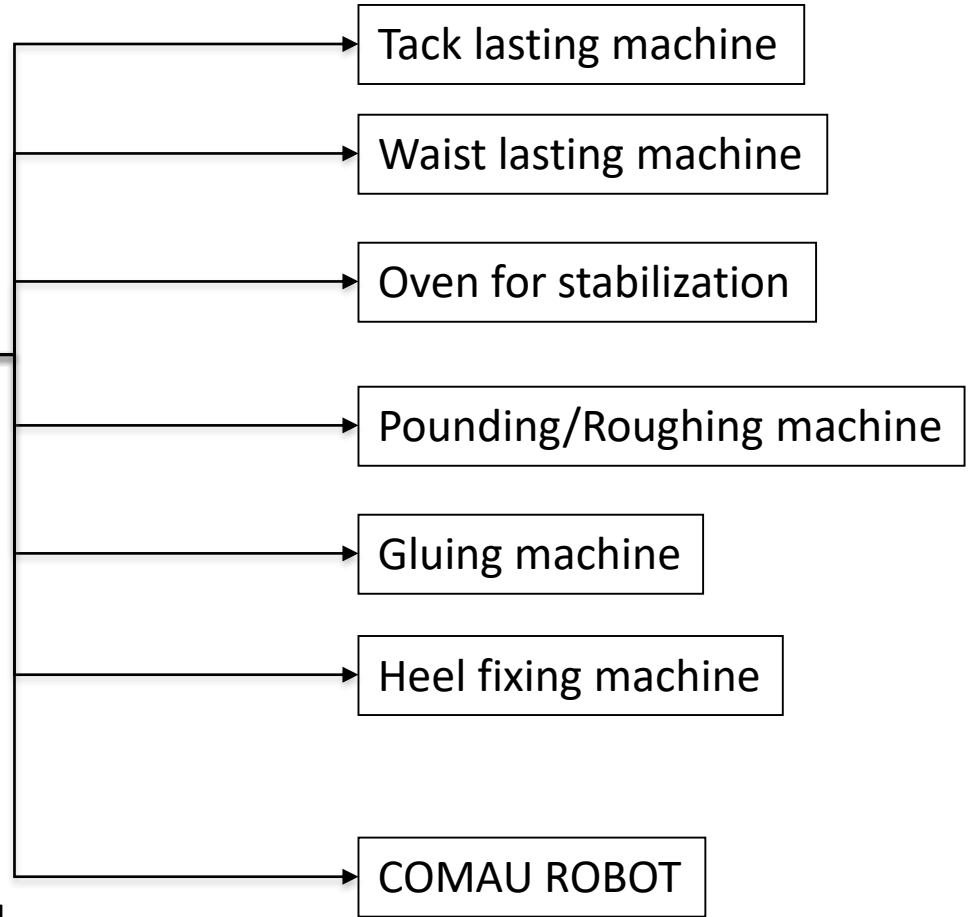 Tack lasting machine
Waist lasting machine
Oven for stabilization
Pounding/Roughing machine
Gluing machine
Heel fixing machine
COMAU ROBOT